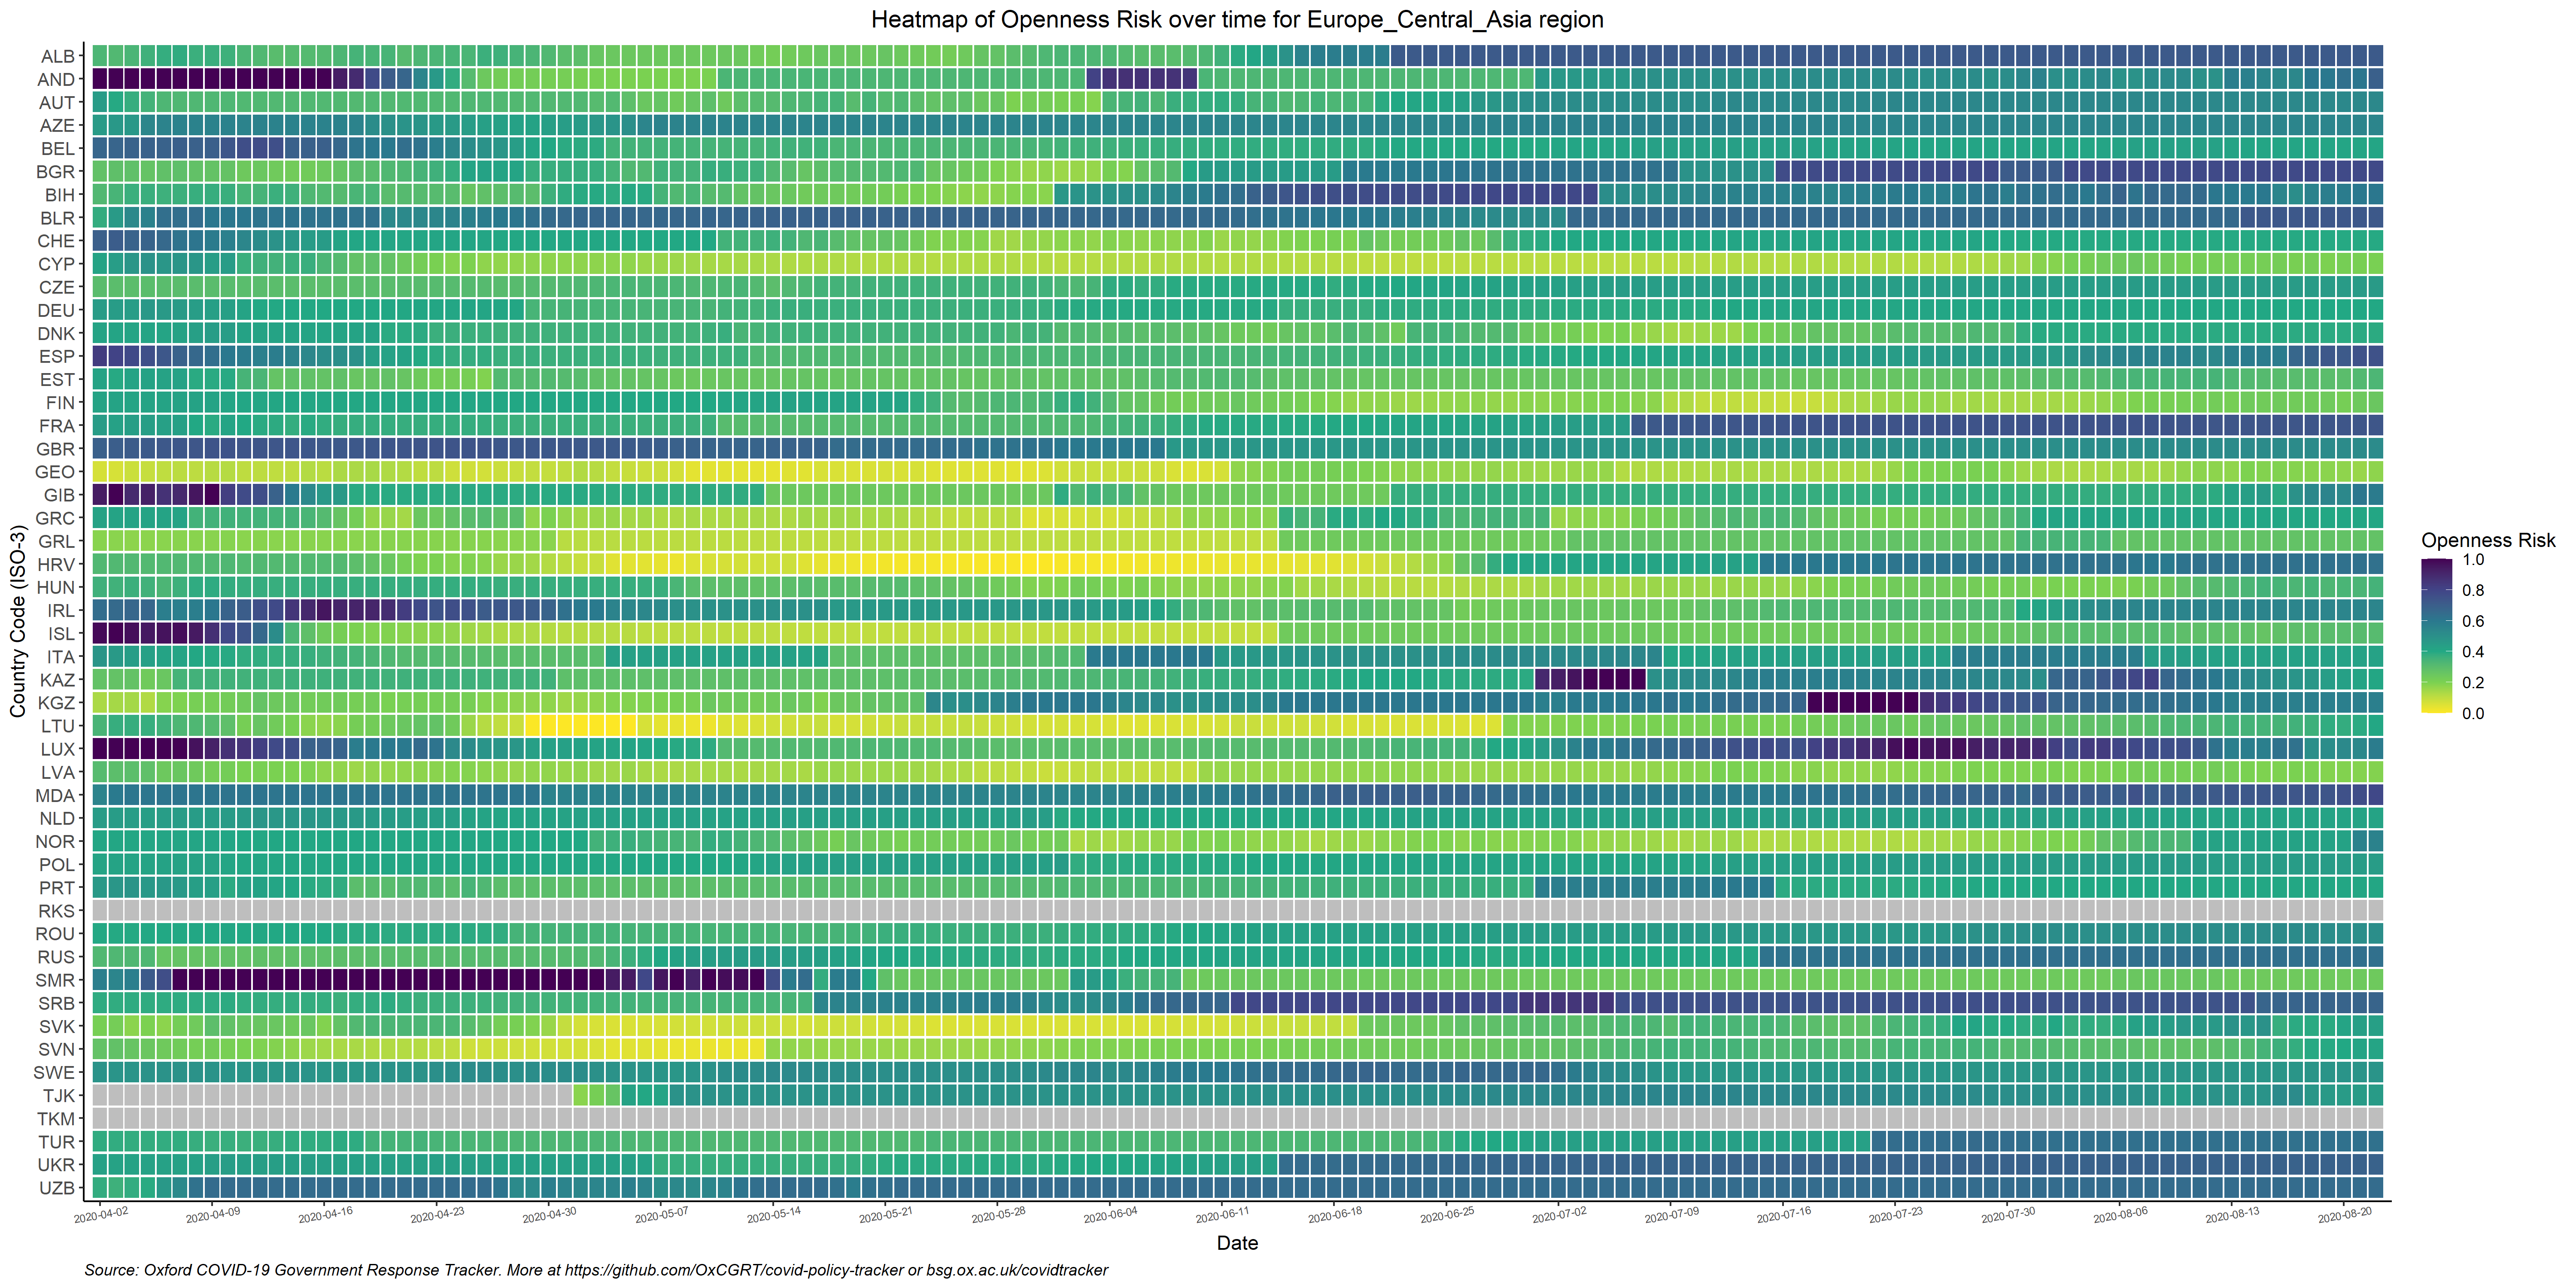 Heatmap of Openness Risk over time for Europe_Central_Asia region
Country Code (ISO-3)
ALB
AND
AUT
AZE
BEL
BGR
BIH
BLR
CHE
CYP
CZE
DEU
DNK
ESP
EST
FIN
FRA
GBR
GEO
GIB
GRC
GRL
HRV
HUN
IRL
ISL
ITA
KAZ
KGZ
LTU
LUX
LVA
MDA
NLD
NOR
POL
PRT
RKS
ROU
RUS
SMR
SRB
SVK
SVN
SWE
TJK
TKM
TUR
UKR
UZB
Openness Risk
1.0
0.8
0.6
0.4
0.2
0.0
2020-04-02 2020-04-09 2020-04-16 2020-04-23 2020-04-30 2020-05-07 2020-05-14 2020-05-21 2020-05-28 2020-06-04 2020-06-11 2020-06-18 2020-06-25 2020-07-02 2020-07-09 2020-07-16 2020-07-23 2020-07-30 2020-08-06 2020-08-13 2020-08-20
Date
Source: Oxford COVID-19 Government Response Tracker. More at https://github.com/OxCGRT/covid-policy-tracker or bsg.ox.ac.uk/covidtracker